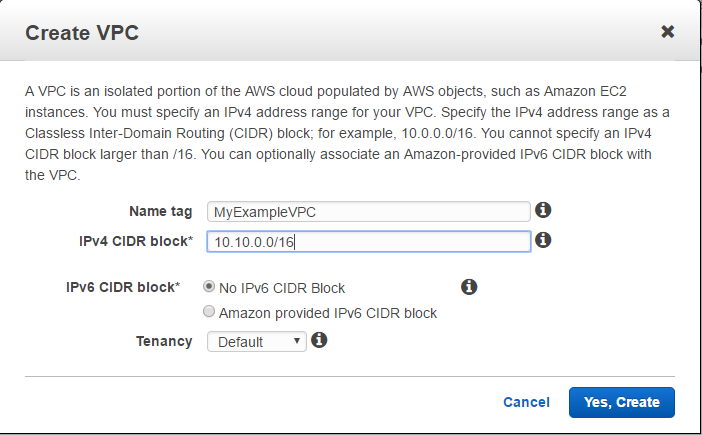 Create VPC
A VPC is an isolated portion of the AWS cloud populated by AWS objects, such as Amazon EC2
instances. You must specify an IPv4 address range for your VPC. Specify the IPv4 address range as a
Classless Inter-Domain Routing (CIDR) block; for example, 10.0.0.0/16. You cannot specify an IPv4
CIDR block larger than /16. You can optionally associate an Amazon-provided IPv6 CIDR block with
the VPC.
Name tag MyExampleVPC
IPv4 CIDR block* 10.10.0.0/16
IPv6 CIDR block* No IPv6 CIDR Block
Amazon provided IPv6 CIDR block
Tenancy Default
Cancel Yes, Create